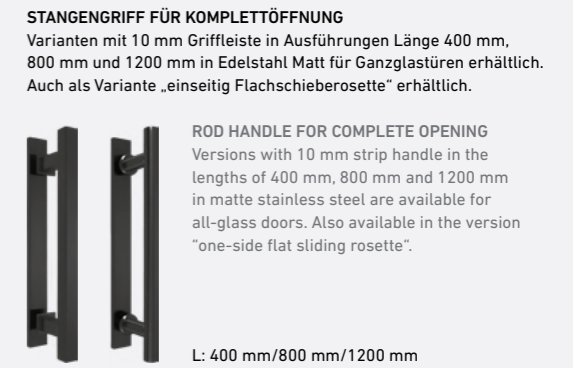 STANGENGRIFF FÜR KOMPLETTÖFFNUNG
Varianten mit 10 mm Griffleiste in Ausführungen Länge 400 mm,
800 mm und 1200 mm in Edelstahl Matt für Ganzglastüren erhältlich.
Auch als Variante „einseitig Flachschieberosette“ erhältlich.
ROD HANDLE FOR COMPLETE OPENING
Versions with 10 mm strip handle in the
lengths of 400 mm, 800 mm and 1200 mm
in matte stainless steel are available for
all-glass doors. Also available in the version
“one-side flat sliding rosette“.
L: 400 mm/800 mm/1200 mm